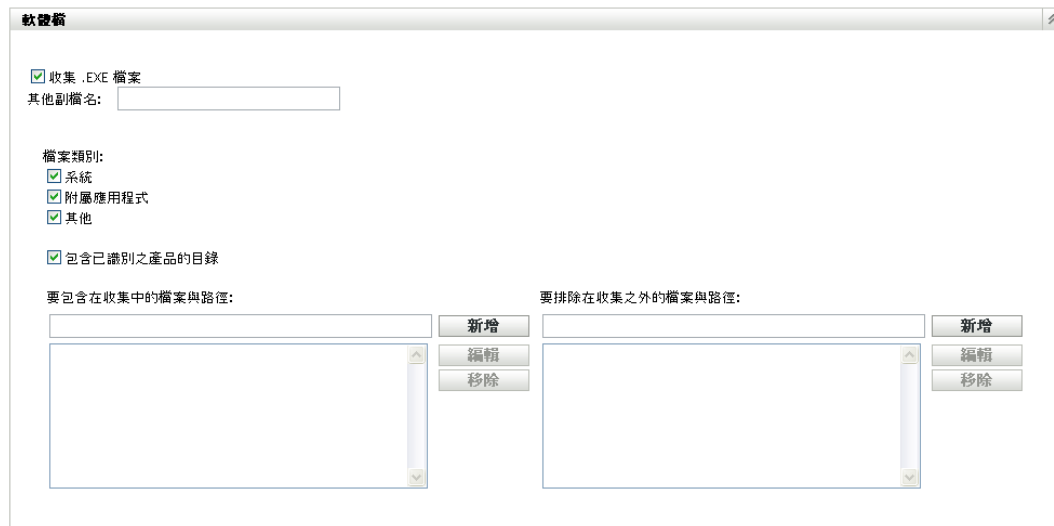 軟體檔
收集 .EXE 檔案
其他副檔名:
檔案類別:
系統
附屬應用程式
其他
包含已識別之產品的目錄
要包含在收集中的檔案與路徑:
要排除在收集之外的檔案與路徑:
新增
新增
編輯
編輯
移除
移除